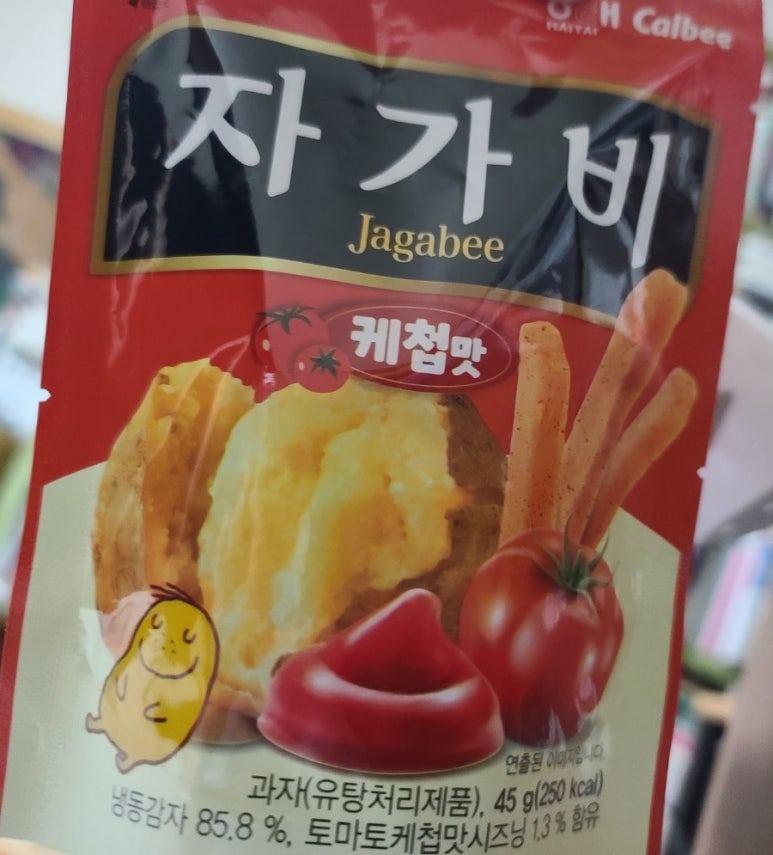 HAITAI
H Calbee
자가비
Jagabee
케첩맛
연출된 이미지입니다.
과자(유탕처리제품), 45 g(250 kcal)
냉동감자 85.8 %, 토마토케첩맛시즈닝 1.3 % 함유